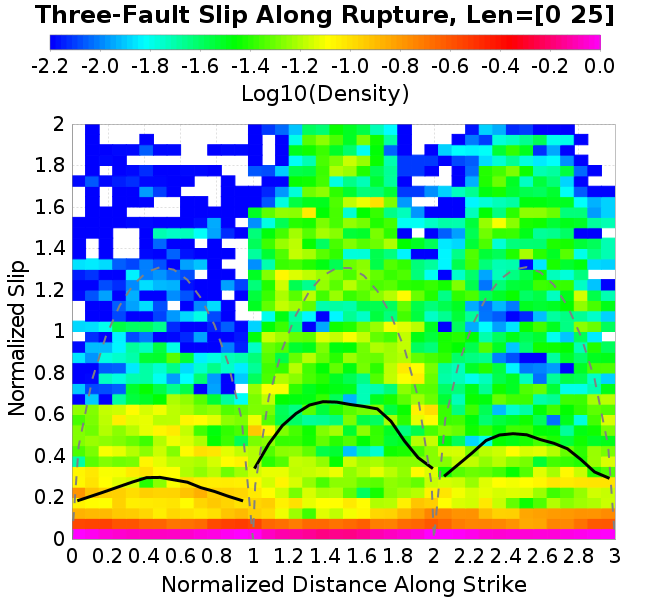 Three-Fault Slip Along Rupture, Len=[0 25]
-2.2 -2.0 -1.8 -1.6 -1.4 -1.2 -1.0 -0.8 -0.6 -0.4 -0.2 0.0
Log10(Density)
2
1.8
1.6
1.4
1.2
1
0.8
0.6
0.4
0.2
0
Normalized Slip
0 0.2 0.4 0.6 0.8 1 1.2 1.4 1.6 1.8 2 2.2 2.4 2.6 2.8 3
Normalized Distance Along Strike